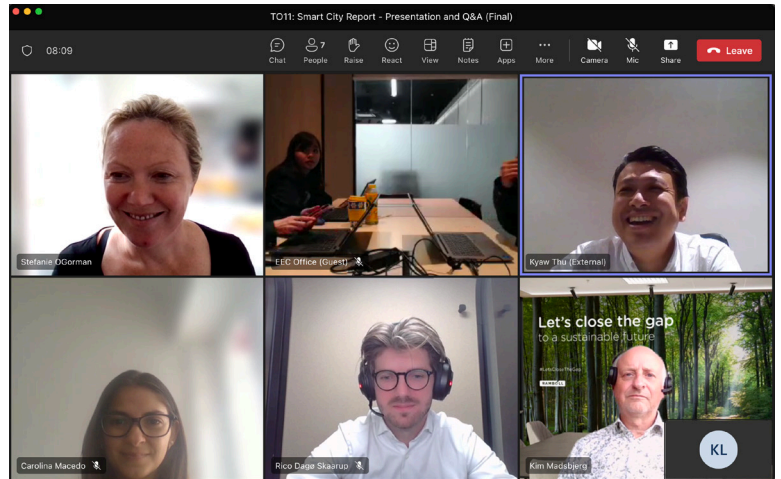 TO11: Smart City Report - Presentation and Q&A (Final)
08:09
Chat
People
7
Raise
React
View
Notes
Apps
More
Camera
Mic
Share
Leave
Stefanie OGorman
EEC Office (Guest)
Kyaw Thu (External)
Let's close the gap
to a sustainable future
#LetsCloseTheGap
RAMBOLL
Carolina Macedo
Rico Dagø Skaarup
Kim Madsbjerg
KL